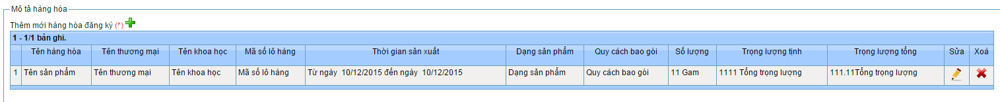 Mô tả hàng hóa
Thêm mới hàng hóa đăng ký (*)
1 - 1/1 bản ghi.
Tên hàng hóa Tên thương mại Tên khoa học Mã số lô hàng Thời gian sản xuất Dạng sản phẩm Quy cách bao gói Số lượng Trọng lượng tịnh Trọng lượng tổng Sửa Xoá
1 Tên sản phẩm Tên thương mại Tên khoa học Mã số lô hàng Từ ngày 10/12/2015 đến ngày 10/12/2015 Dạng sản phẩm Quy cách bao gói 11 Gam 1111 Tổng trọng lượng 111.11Tổng trọng lượng